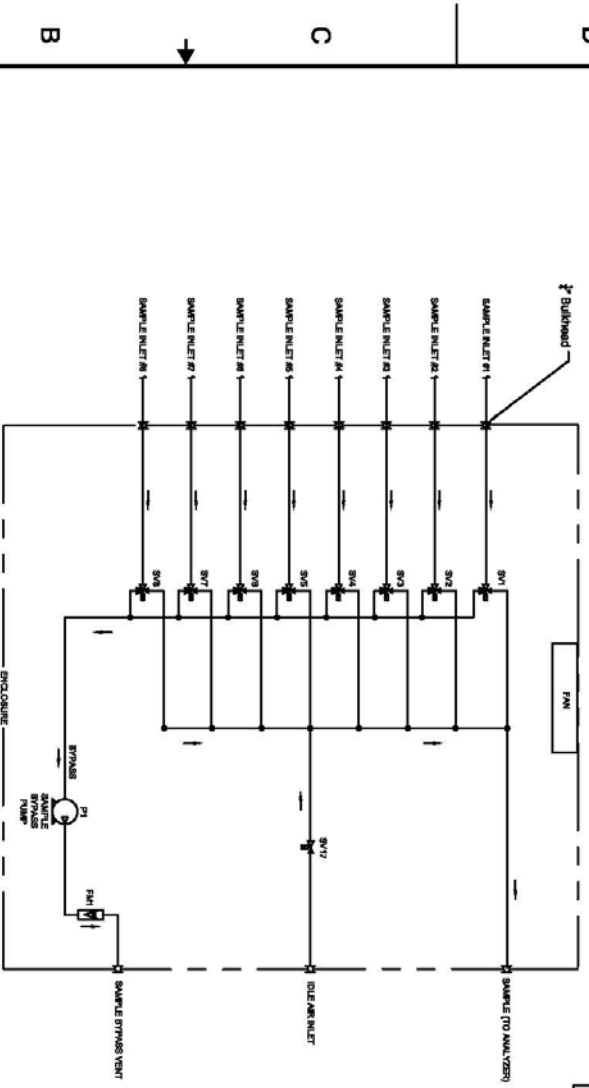 D
C
B
¼" Bulkhead
FAN
SAMPLE INLET #1
SAMPLE INLET #2
SAMPLE INLET #3
SAMPLE INLET #4
SAMPLE INLET #5
SAMPLE INLET #6
SAMPLE INLET #7
SAMPLE INLET #8
SV1
SV2
SV3
SV4
SV5
SV6
SV7
SV8
SV17
BYPASS
P1
SAMPLE
BYPASS
PUMP
FM1
ENCLOSURE
SAMPLE (TO ANALYZER)
IDLE AIR INLET
SAMPLE BYPASS VENT